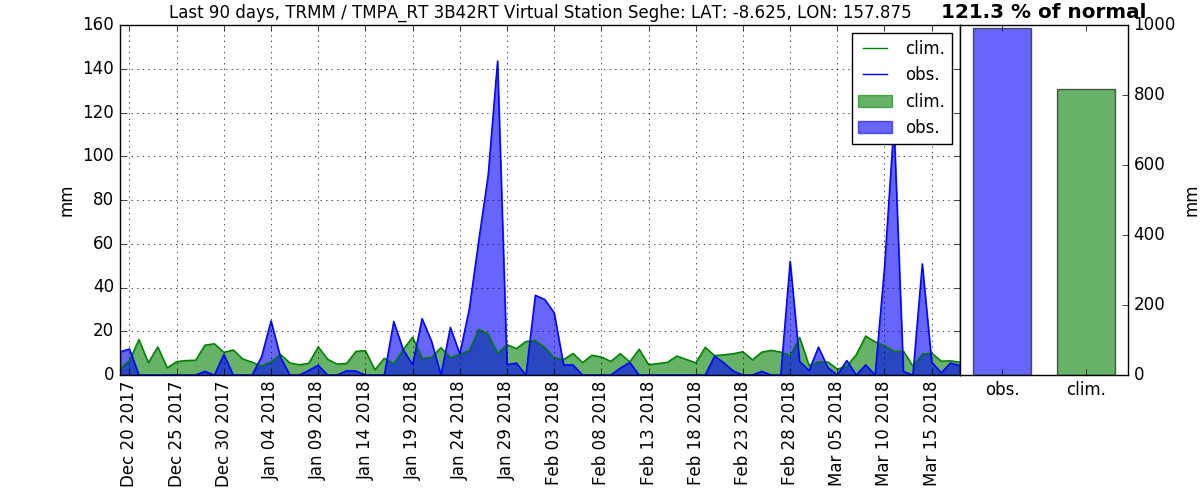 Last 90 days, TRMM / TMPA_RT 3B42RT Virtual Station Seghe: LAT: -8.625, LON: 157.875
121.3 % of normal
160
140
120
100
80
60
40
20
0
mm
clim.
obs.
clim.
obs.
Dec 20 2017
Dec 25 2017
Dec 30 2017
Jan 04 2018
Jan 09 2018
Jan 14 2018
Jan 19 2018
Jan 24 2018
Jan 29 2018
Feb 03 2018
Feb 08 2018
Feb 13 2018
Feb 18 2018
Feb 23 2018
Feb 28 2018
Mar 05 2018
Mar 10 2018
Mar 15 2018
1000
800
600
400
200
0
mm
obs.
clim.